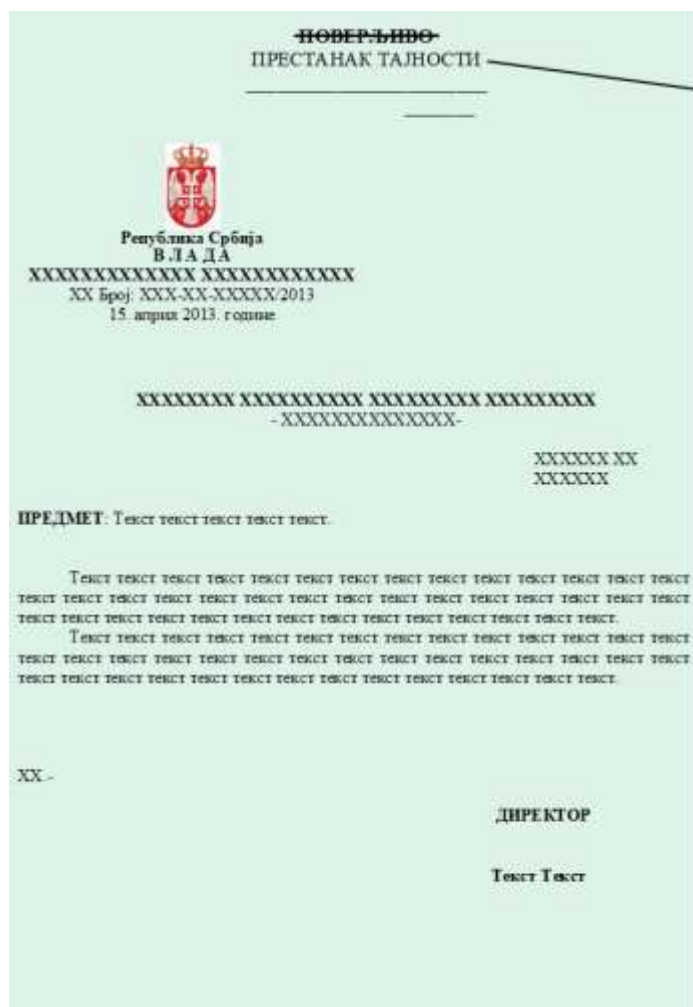 ПОВЕРЉИВО
ПРЕСТАНАК ТАЈНОСТИ
Република Србија
В Л А Д А
XXXXXXXXXXXXX XXXXXXXXXXXX
XX Број: XXX-XX-XXXXX/2013
15. април 2013. године
XXXXXXXX XXXXXXXXXX XXXXXXXXX XXXXXXXXX
- XXXXXXXXXXXXXX-
XXXXXX XX
XXXXXX
ПРЕДМЕТ: Текст текст текст текст текст.
Текст текст текст текст текст текст текст текст текст текст текст текст текст текст
текст текст текст текст текст текст текст текст текст текст текст текст текст текст текст
текст текст текст текст текст текст текст текст текст текст текст текст текст текст.
Текст текст текст текст текст текст текст текст текст текст текст текст текст текст
текст текст текст текст текст текст текст текст текст текст текст текст текст текст текст
текст текст текст текст текст текст текст текст текст текст текст текст текст текст.
XX.-
ДИРЕКТОР
Текст Текст